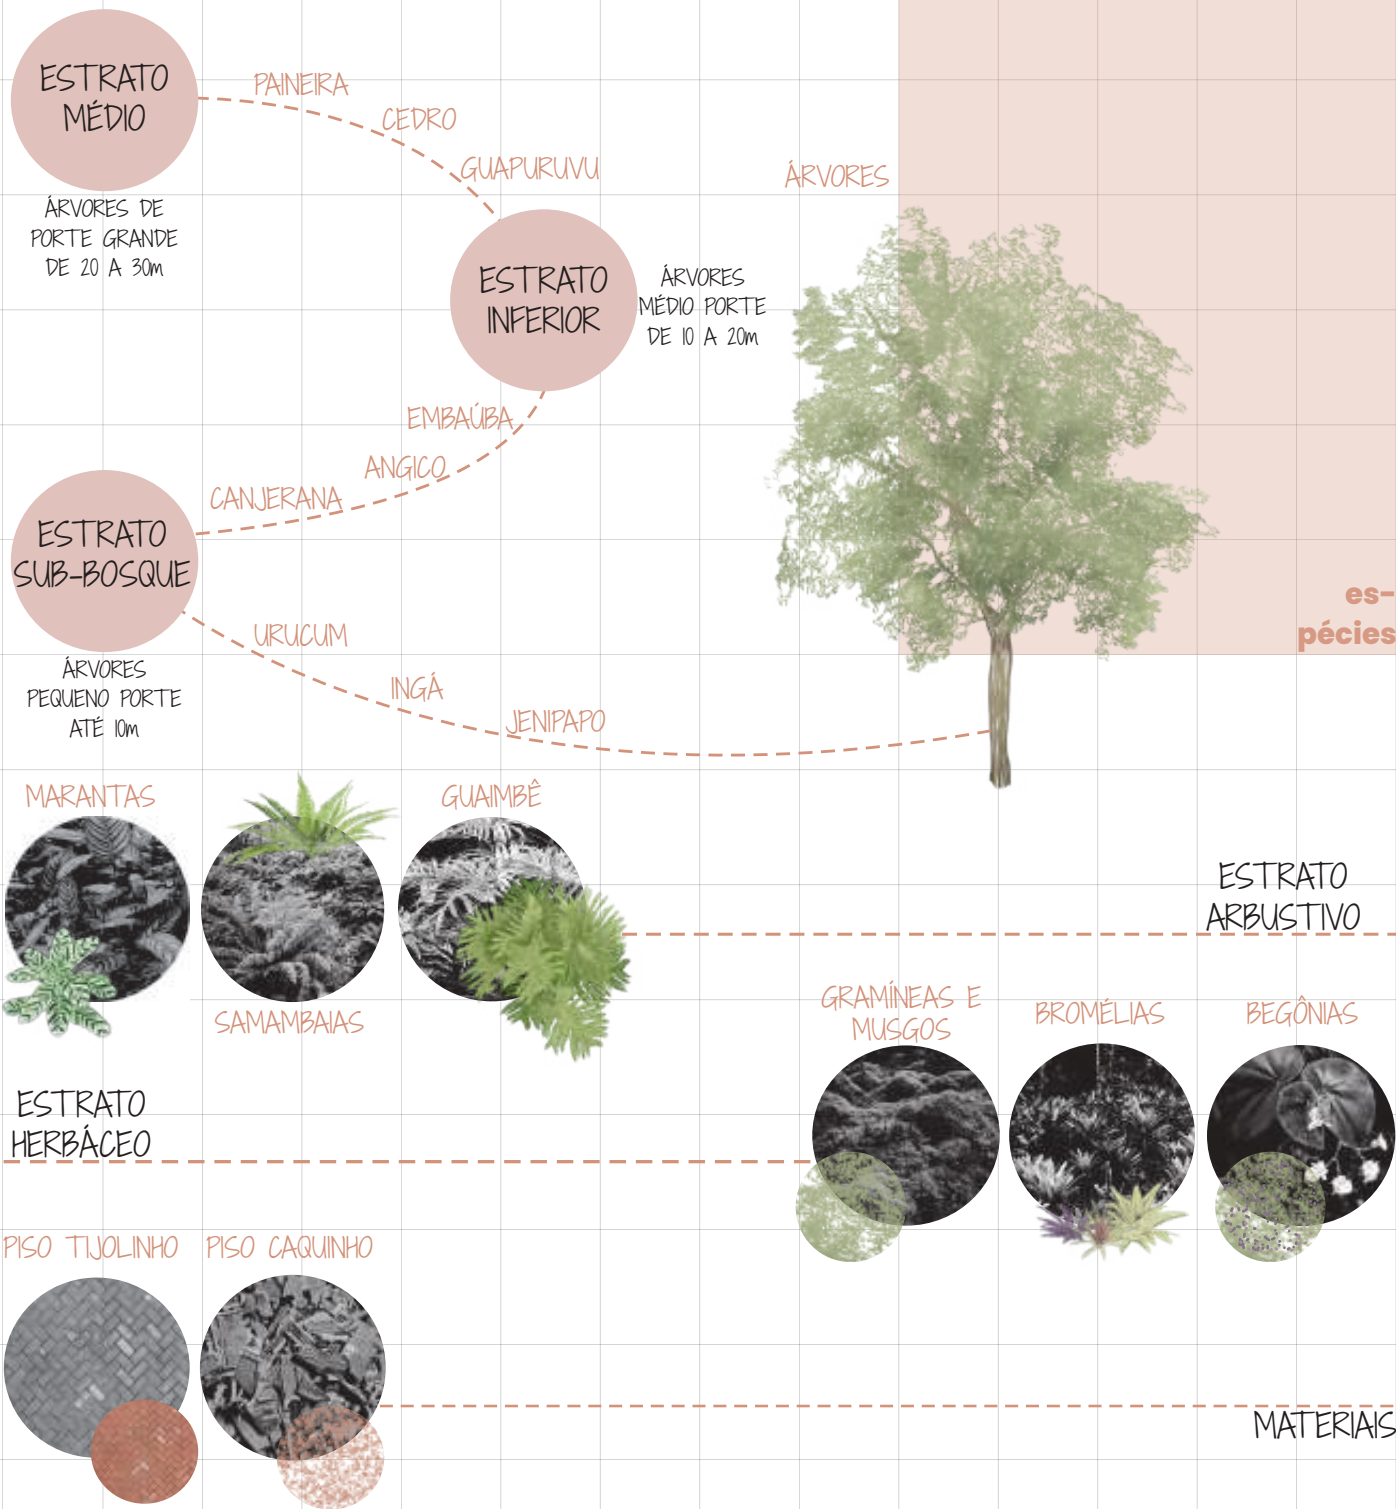 ESTRATO
MÉDIO
PAINEIRA
CEDRO
GUAPURUVU
ÁRVORES
ÁRVORES DE
PORTE GRANDE
DE 20 A 30m
ESTRATO
INFERIOR
ÁRVORES
MÉDIO PORTE
DE 10 A 20m
EMBAÚBA
ANGICO
CANJERANA
ESTRATO
SUB-BOSQUE
es-
pécies
URUCUM
INGÁ
JENIPAPO
ÁRVORES
PEQUENO PORTE
ATÉ 10m
MARANTAS
GUAIMBÊ
SAMAMBAIAS
ESTRATO
ARBUSTIVO
GRAMÍNEAS E
MUSGOS
BROMÉLIAS
BEGÔNIAS
ESTRATO
HERBÁCEO
PISO TIJOLINHO
PISO CAQUINHO
MATERIAIS